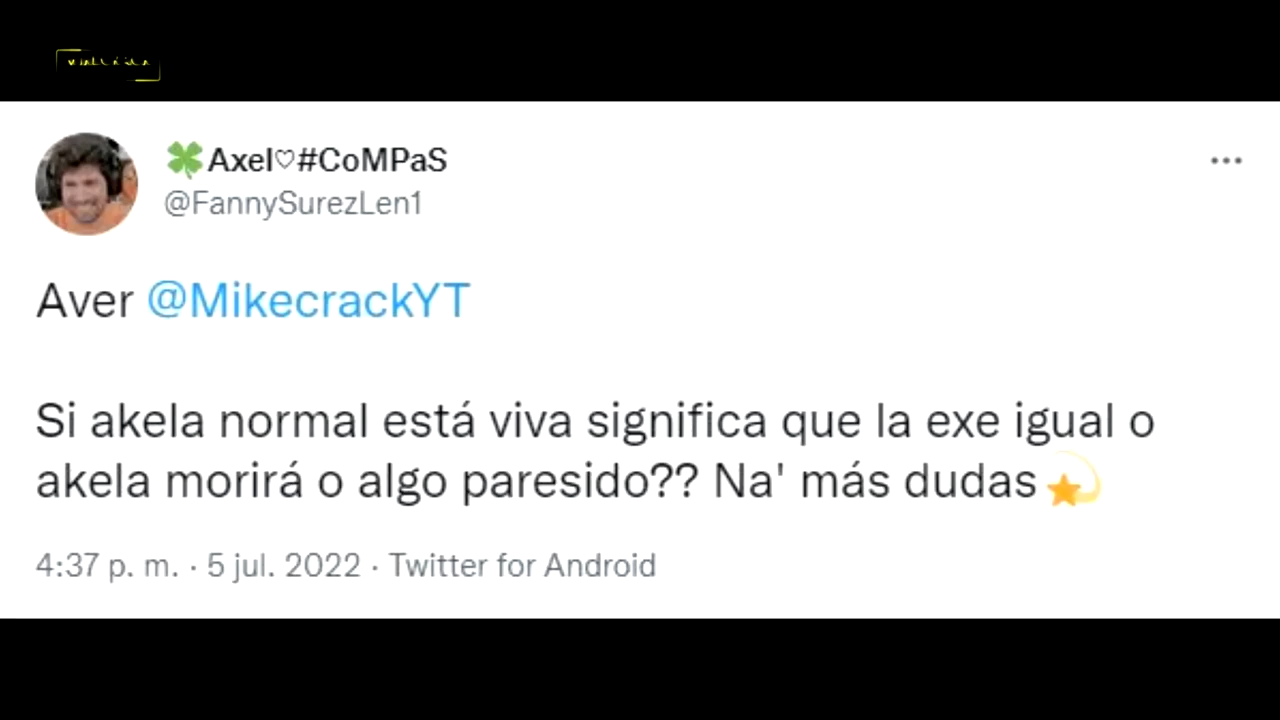 🍀Axel♡#CoMPaS
@FannySurezLen1
Aver @MikecrackYT
Si akela normal está viva significa que la exe igual o
akela morirá o algo paresido?? Na' más dudas💫
4:37 p. m. · 5 jul. 2022 · Twitter for Android